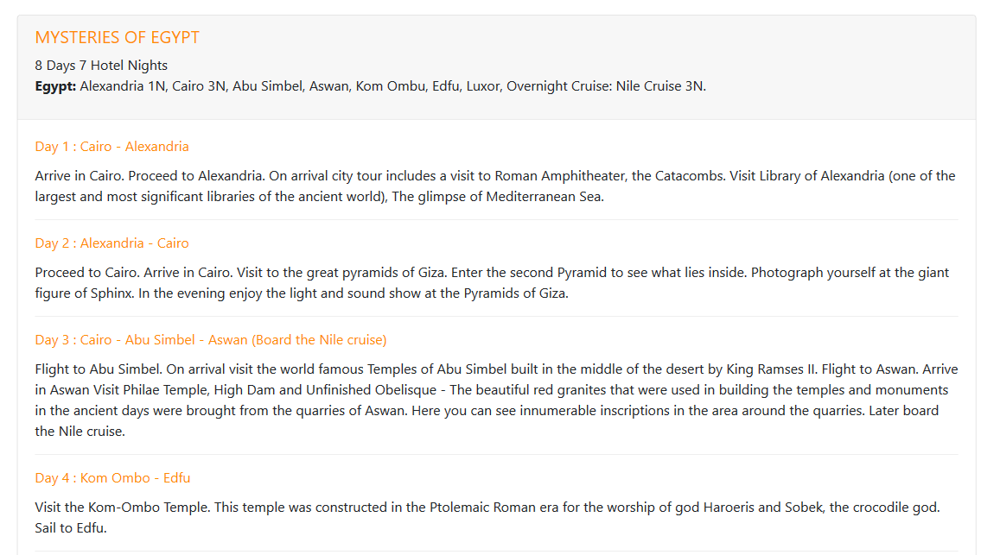 MYSTERIES OF EGYPT
8 Days 7 Hotel Nights
Egypt: Alexandria 1N, Cairo 3N, Abu Simbel, Aswan, Kom Ombu, Edfu, Luxor, Overnight Cruise: Nile Cruise 3N.
Day 1 : Cairo - Alexandria
Arrive in Cairo. Proceed to Alexandria. On arrival city tour includes a visit to Roman Amphitheater, the Catacombs. Visit Library of Alexandria (one of the
largest and most significant libraries of the ancient world), The glimpse of Mediterranean Sea.
Day 2 : Alexandria - Cairo
Proceed to Cairo. Arrive in Cairo. Visit to the great pyramids of Giza. Enter the second Pyramid to see what lies inside. Photograph yourself at the giant
figure of Sphinx. In the evening enjoy the light and sound show at the Pyramids of Giza.
Day 3 : Cairo - Abu Simbel - Aswan (Board the Nile cruise)
Flight to Abu Simbel. On arrival visit the world famous Temples of Abu Simbel built in the middle of the desert by King Ramses II. Flight to Aswan. Arrive
in Aswan Visit Philae Temple, High Dam and Unfinished Obelisque - The beautiful red granites that were used in building the temples and monuments
in the ancient days were brought from the quarries of Aswan. Here you can see innumerable inscriptions in the area around the quarries. Later board
the Nile cruise.
Day 4 : Kom Ombo - Edfu
Visit the Kom-Ombo Temple. This temple was constructed in the Ptolemaic Roman era for the worship of god Haroeris and Sobek, the crocodile god.
Sail to Edfu.